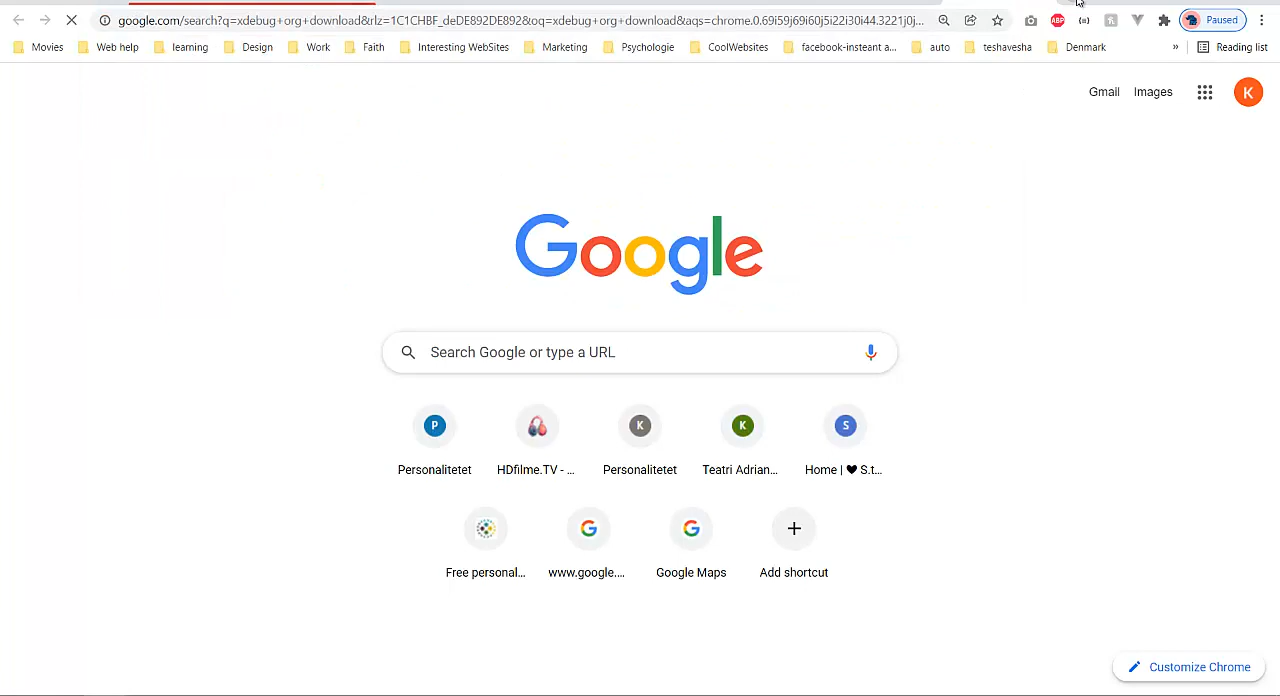 google.com/search?q=xdebug+org+download&rlz=1C1CHBF_deDE892DE892&oq=xdebug+org+download&aqs=chrome.0.69i59j69i60j5i22i30i44.3221j0j...
ABP
Paused
Movies Web help learning Design Work Faith Interesting WebSites Marketing Psychologie CoolWebsites facebook-insteant a... auto teshavesha Denmark » Reading list
Gmail Images K
Google
Search Google or type a URL
P K K S
Personalitetet HDfilme.TV - ... Personalitetet Teatri Adrian... Home | ❤ S.t...
Free personal... www.google.... Google Maps Add shortcut
Customize Chrome